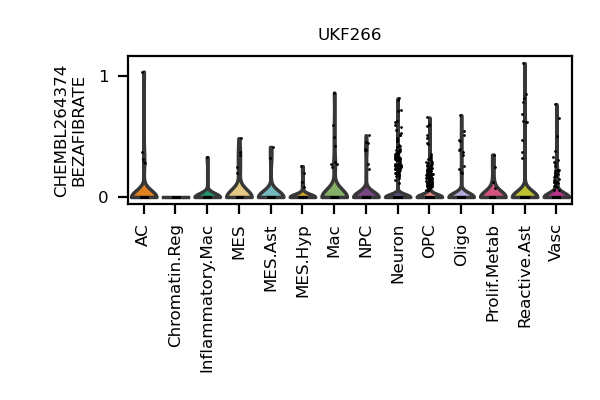 UKF266
CHEMBL264374
BEZAFIBRATE
1
0
AC
Chromatin.Reg
Inflammatory.Mac
MES
MES.Ast
MES.Hyp
Mac
NPC
Neuron
OPC
Oligo
Prolif.Metab
Reactive.Ast
Vasc